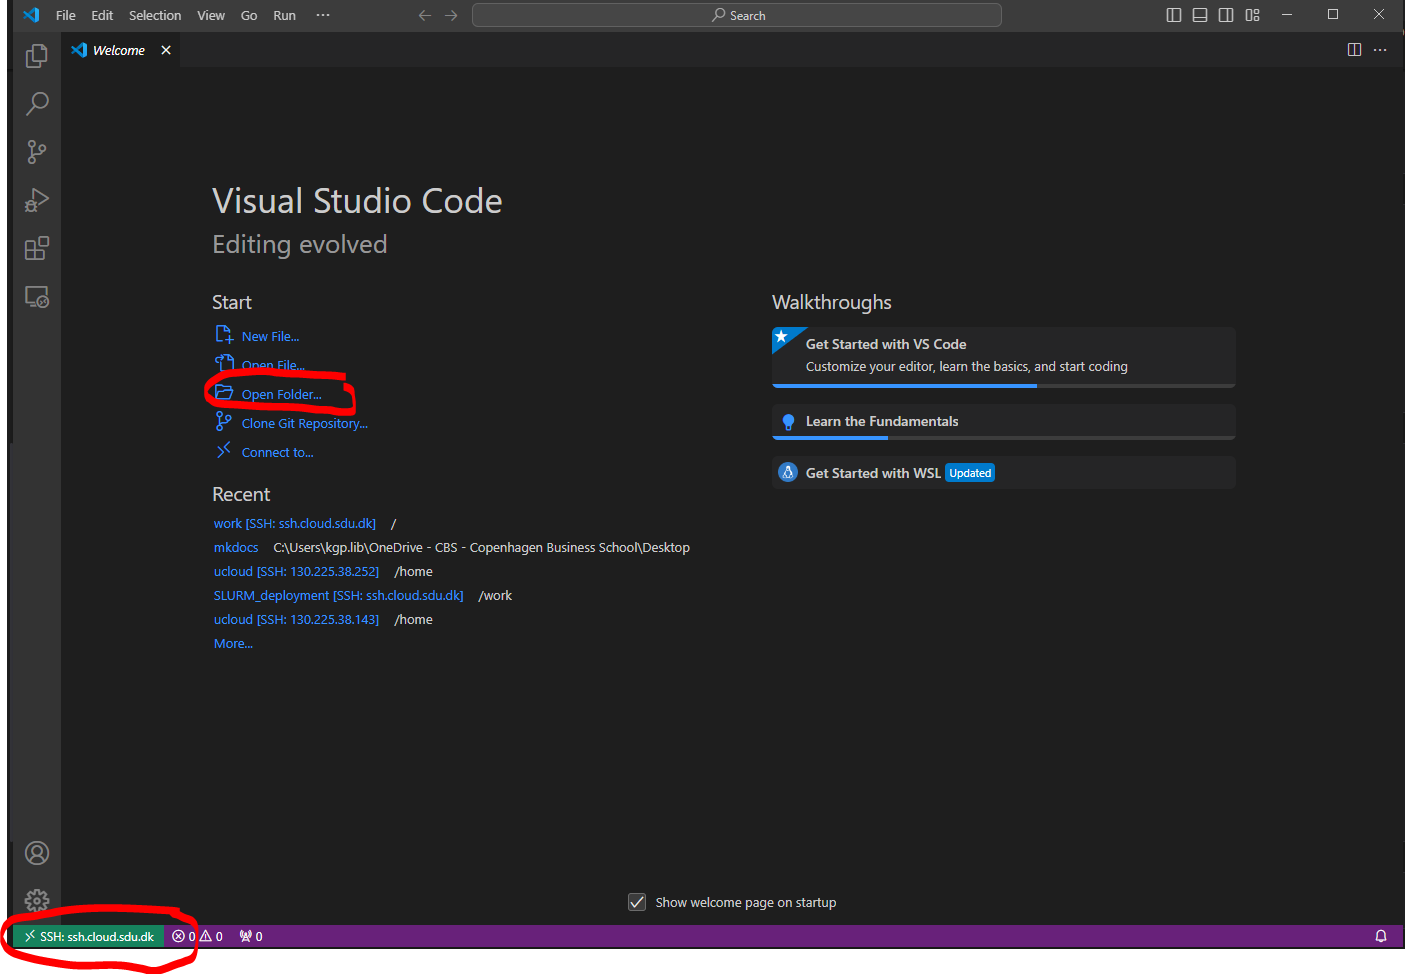 File Edit Selection View Go Run ···
Search
Welcome
Visual Studio Code
Editing evolved
Start
New File...
Open File...
Open Folder...
Clone Git Repository...
Connect to...
Recent
work [SSH: ssh.cloud.sdu.dk] /
mkdocs C:\Users\kgp.lib\OneDrive - CBS - Copenhagen Business School\Desktop
ucloud [SSH: 130.225.38.252] /home
SLURM_deployment [SSH: ssh.cloud.sdu.dk] /work
ucloud [SSH: 130.225.38.143] /home
More...
Walkthroughs
Get Started with VS Code
Customize your editor, learn the basics, and start coding
Learn the Fundamentals
Get Started with WSL Updated
Show welcome page on startup
SSH: ssh.cloud.sdu.dk 0 0 0